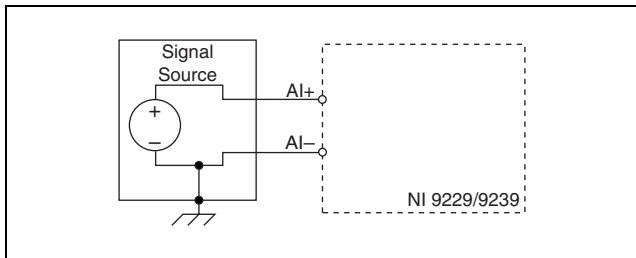 Signal
Source
AI+
+
–
AI–
NI 9229/9239